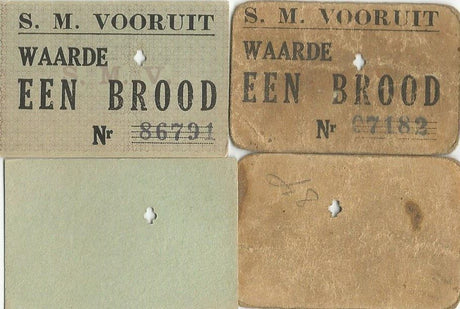 S. M. VOORUIT
WAARDE
S. M. V.
EEN BROOD
Nr 86791
S. M. VOORUIT
WAARDE
EEN BROOD
Nr 07182